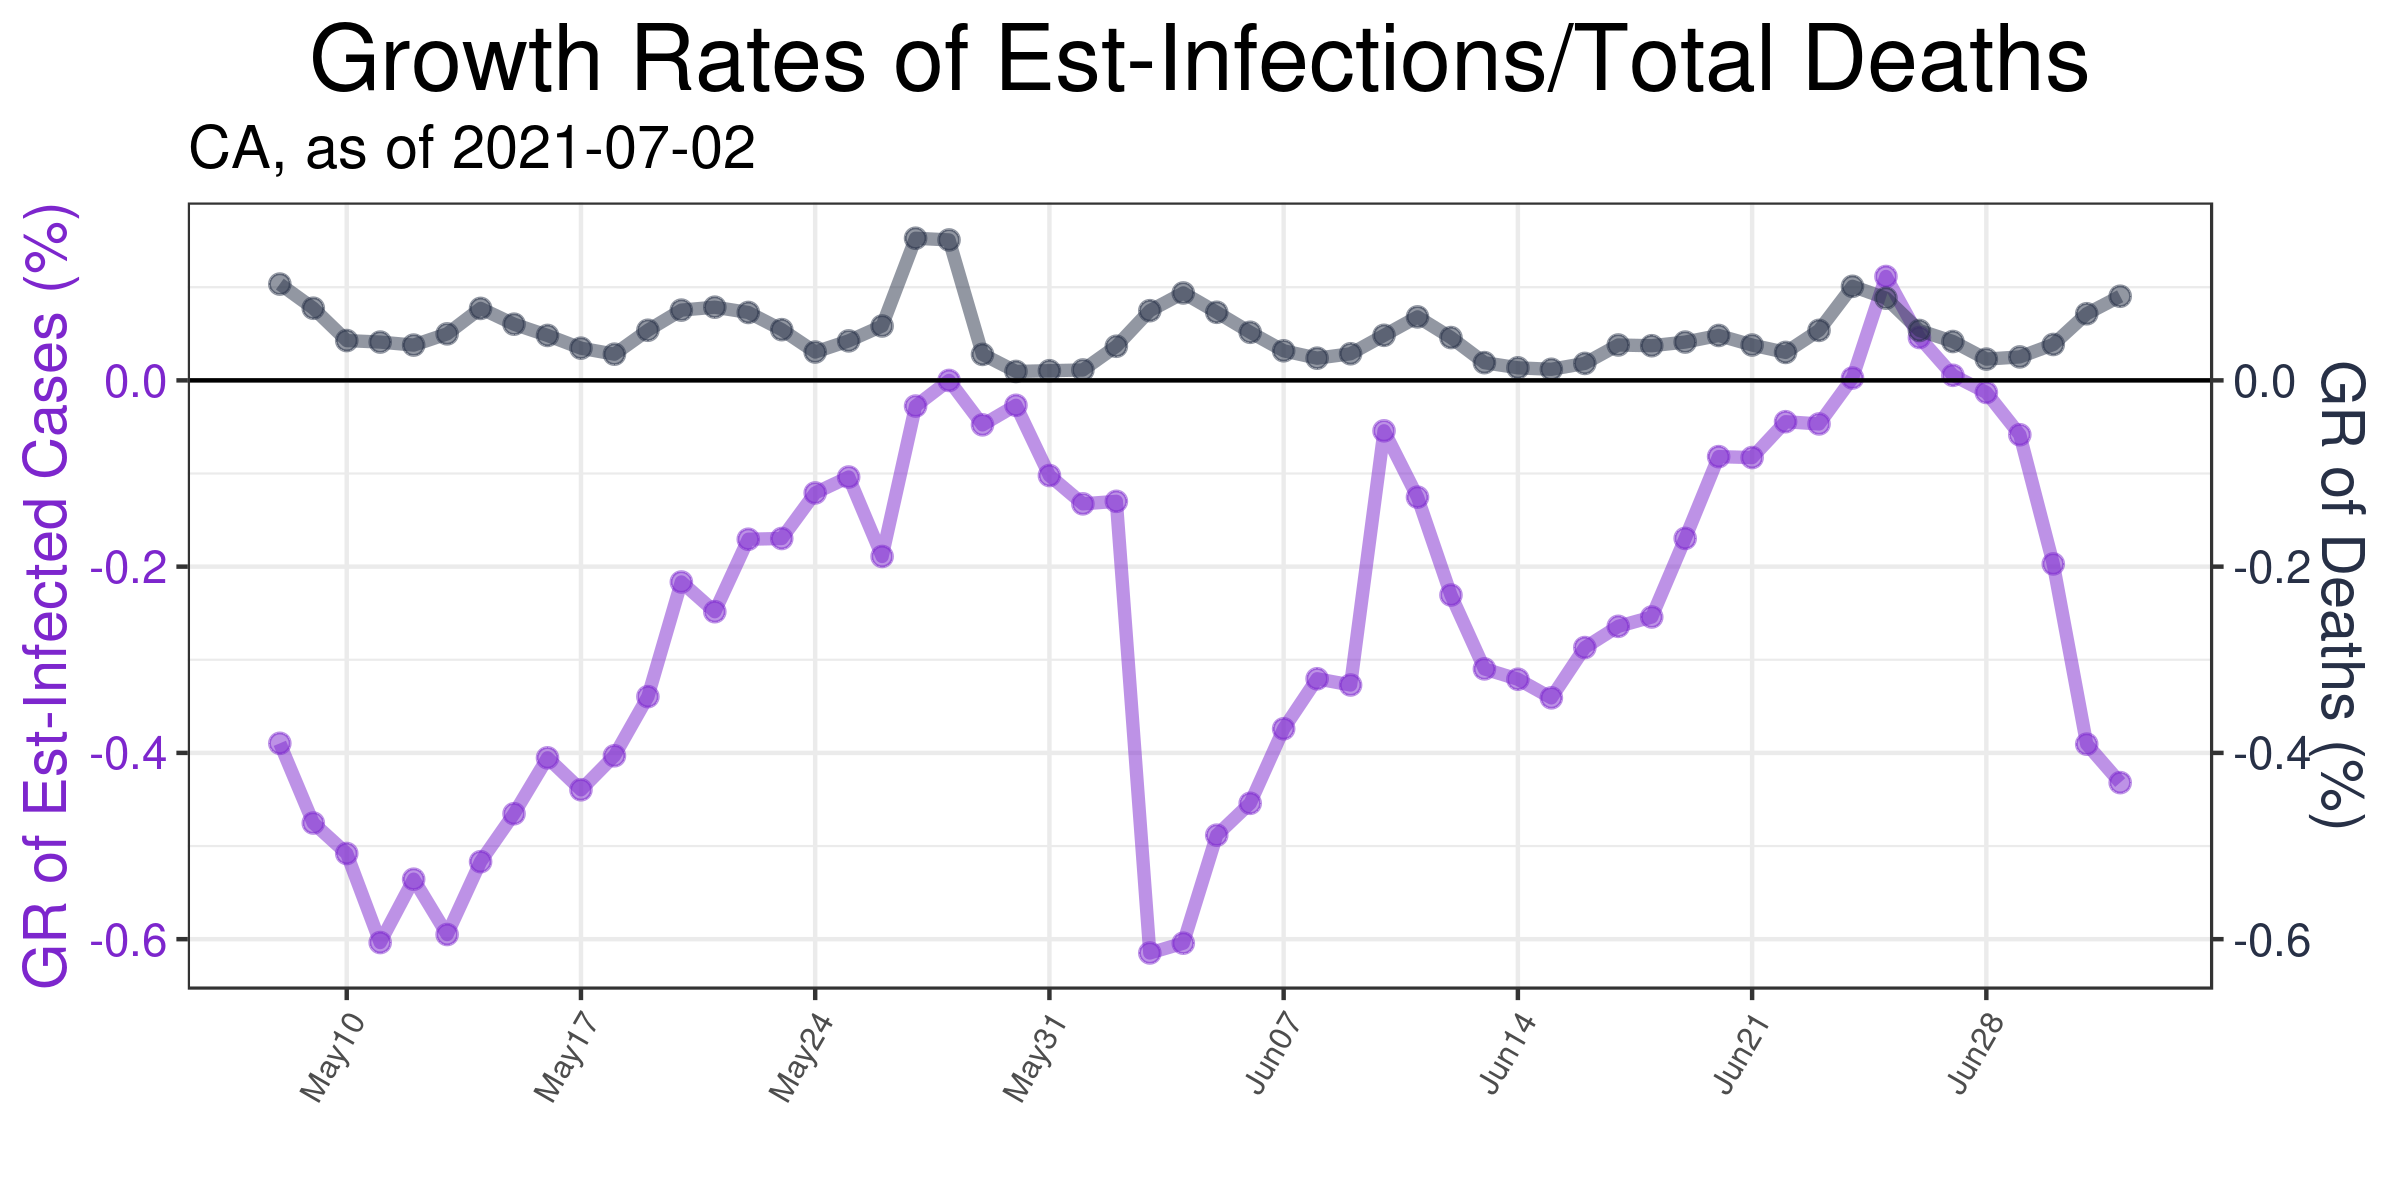 Growth Rates of Est-Infections/Total Deaths
CA, as of 2021-07-02
GR of Est-Infected Cases (%)
0.0
-0.2
-0.4
-0.6
0.0
-0.2
-0.4
-0.6
GR of Deaths (%)
May10
May17
May24
May31
Jun07
Jun14
Jun21
Jun28